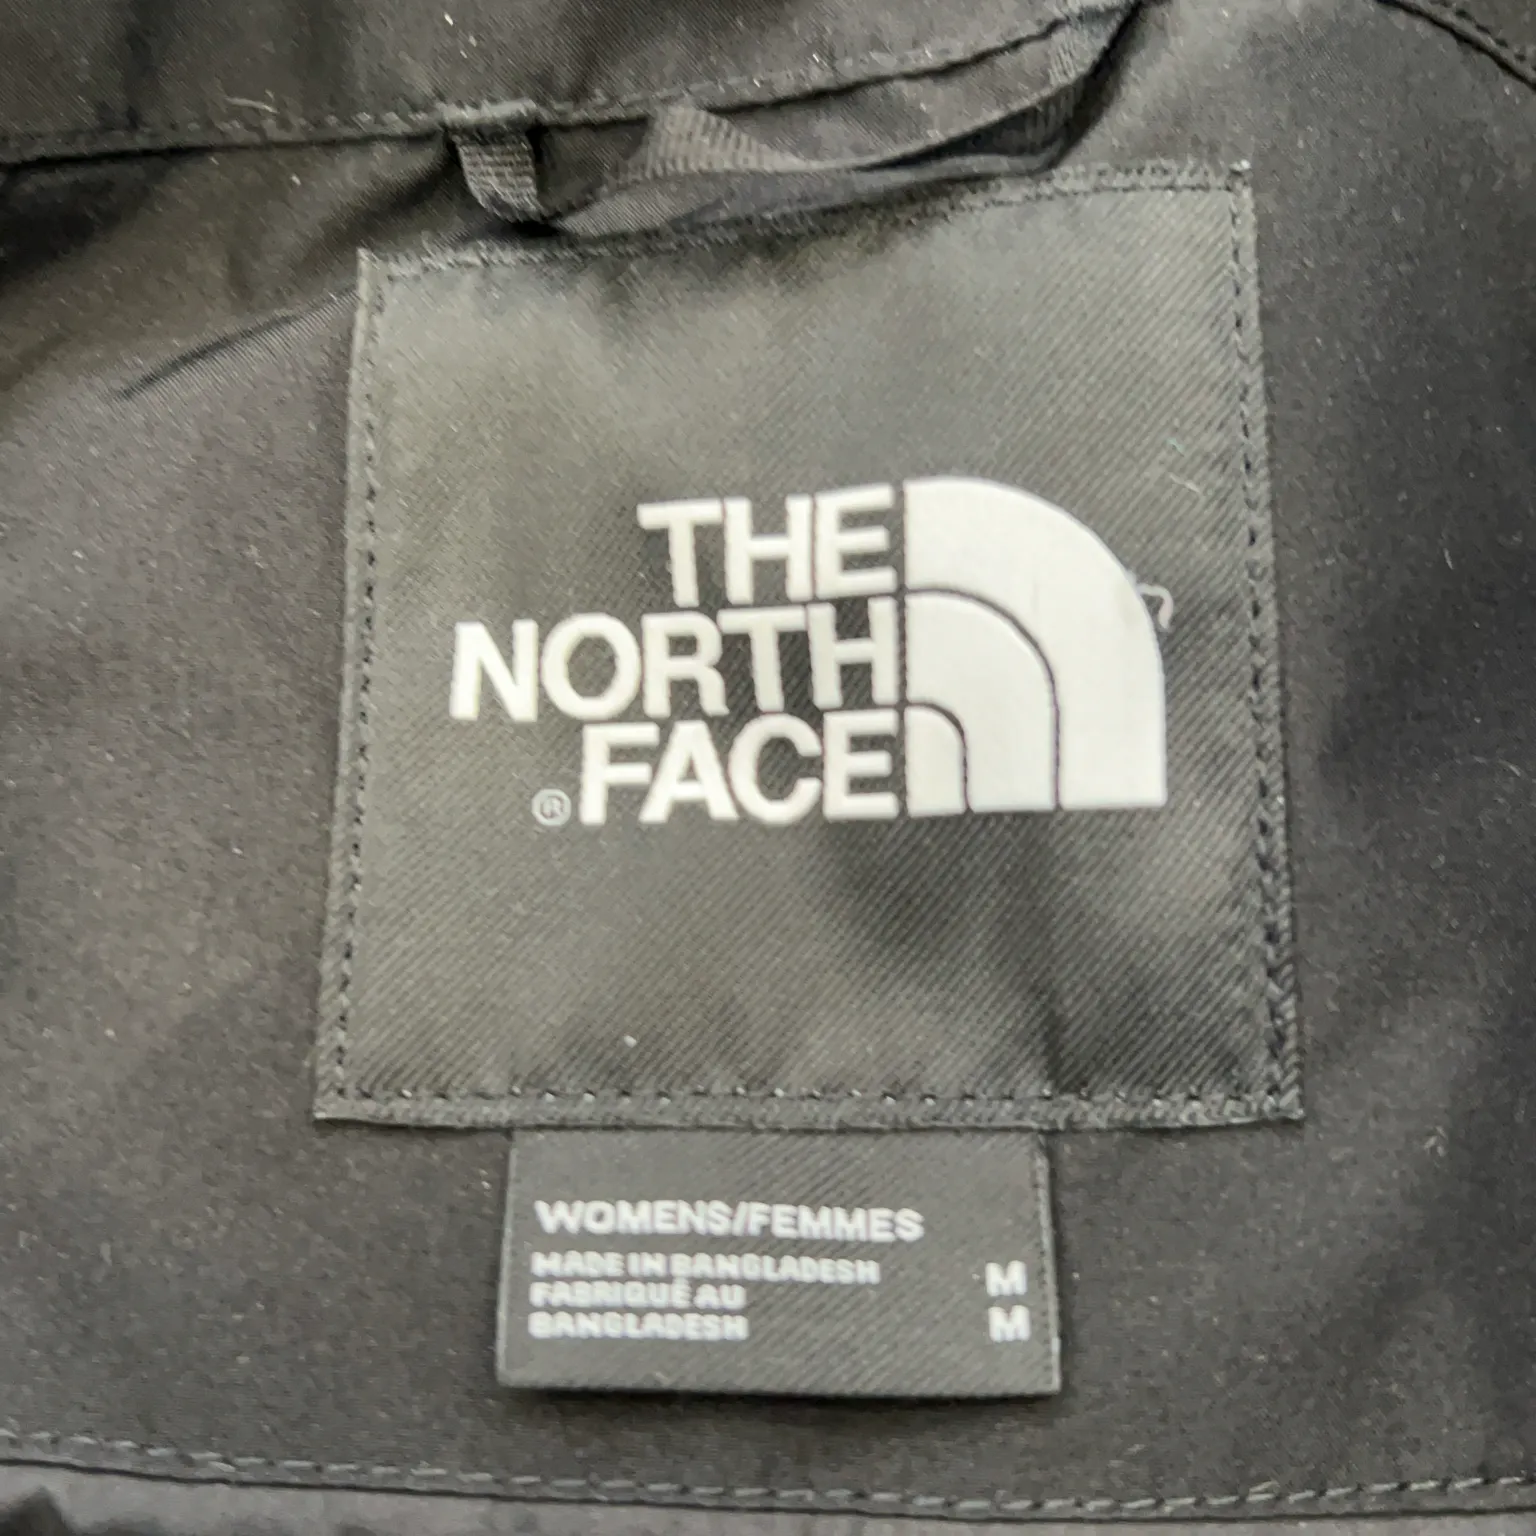 THE
NORTH
FACE
®
WOMENS/FEMMES
MADE IN BANGLADESH
FABRIQUÉ AU
BANGLADESH
M
M